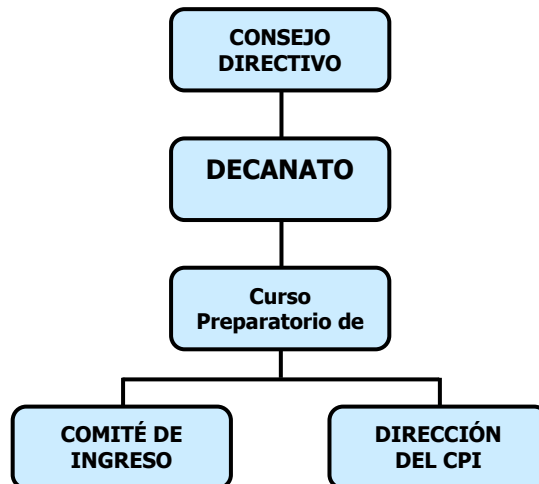 CONSEJO
DIRECTIVO
DECANATO
Curso
Preparatorio de
COMITÉ DE
INGRESO
DIRECCIÓN
DEL CPI